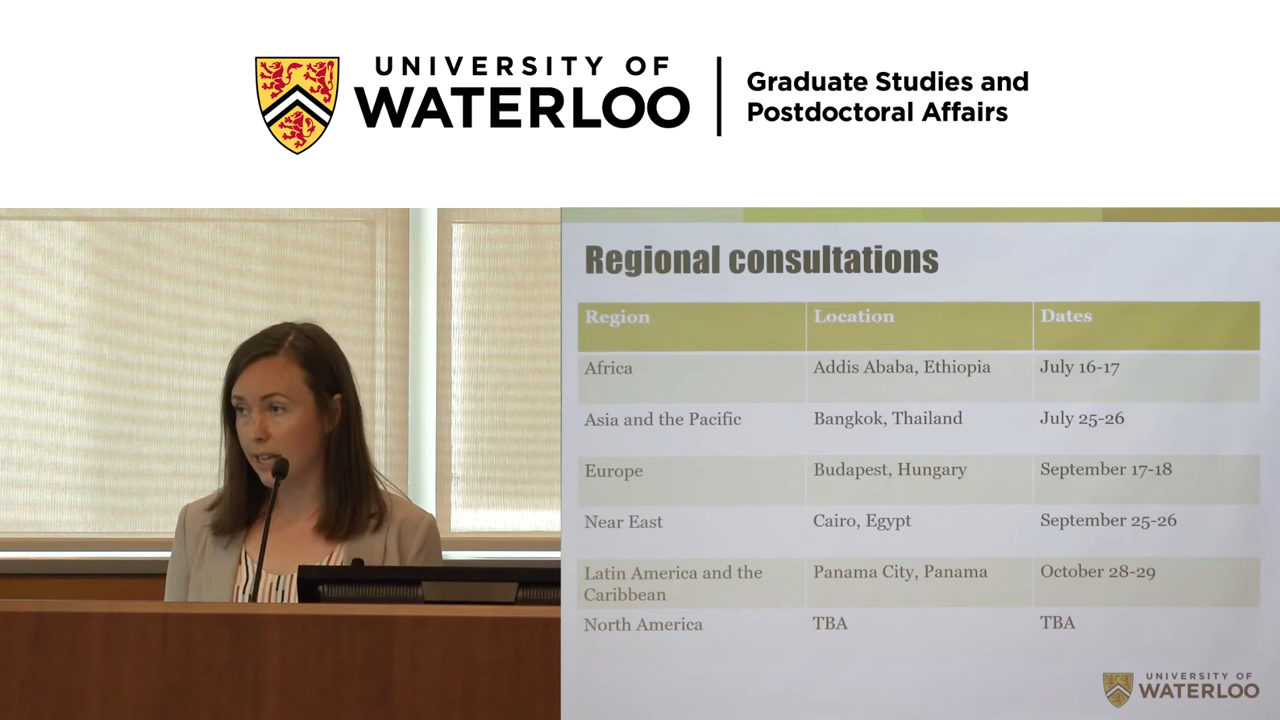 UNIVERSITY OF
WATERLOO
Graduate Studies and
Postdoctoral Affairs
Regional consultations
Region Location Dates
Africa Addis Ababa, Ethiopia July 16-17
Asia and the Pacific Bangkok, Thailand July 25-26
Europe Budapest, Hungary September 17-18
Near East Cairo, Egypt September 25-26
Latin America and the Panama City, Panama October 28-29
Caribbean
North America TBA TBA
UNIVERSITY OF
WATERLOO